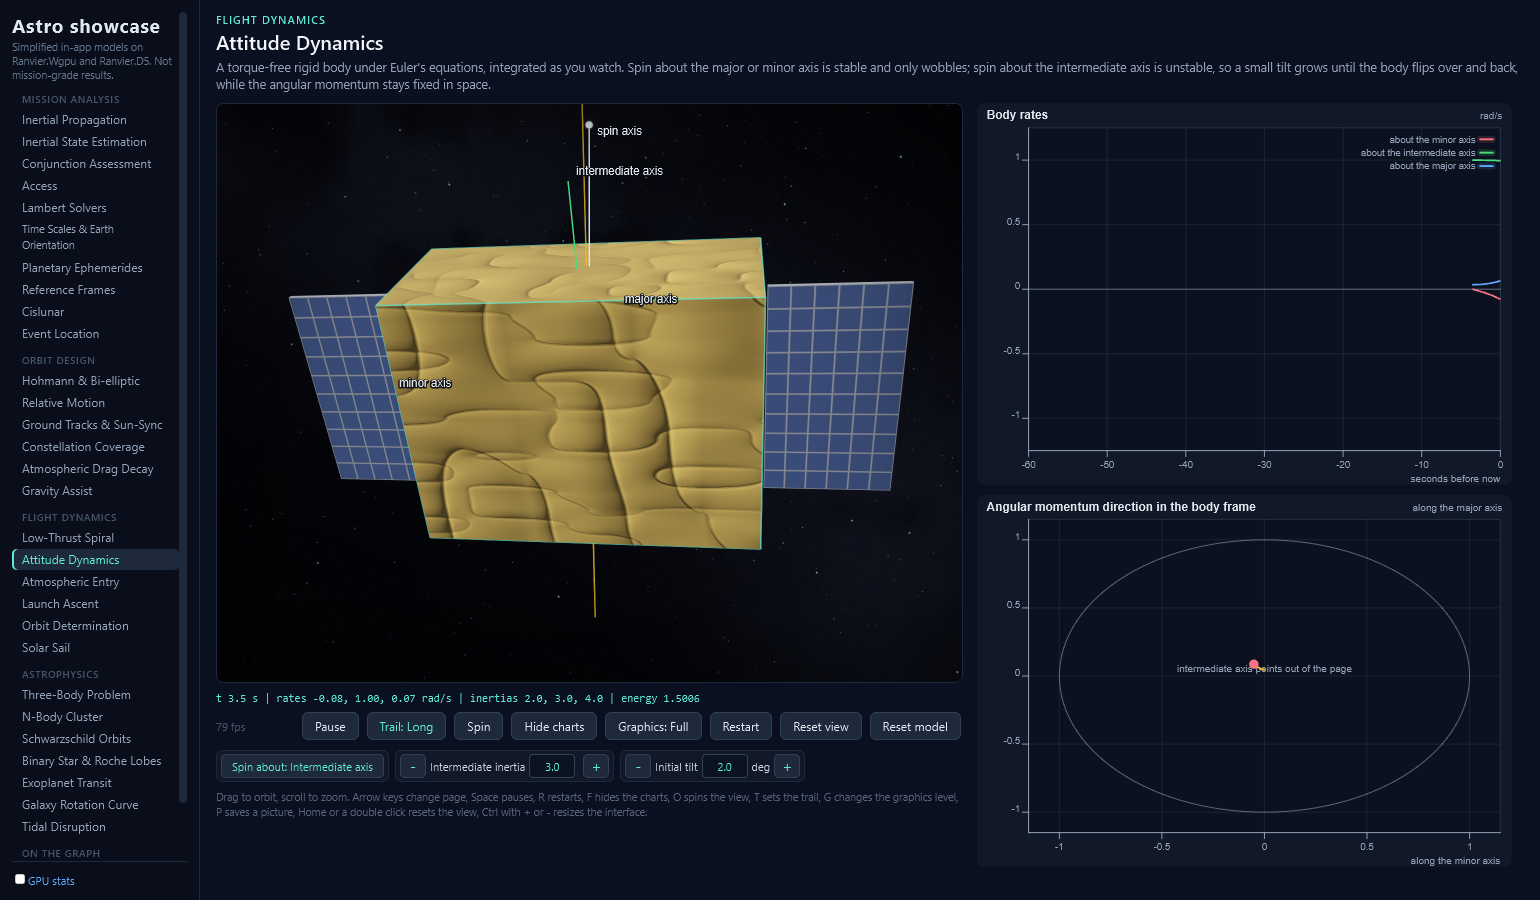 Astro showcase
Simplified in-app models on
Ranvier.Wgpu and Ranvier.D5. Not
mission-grade results.
MISSION ANALYSIS
Inertial Propagation
Inertial State Estimation
Conjunction Assessment
Access
Lambert Solvers
Time Scales & Earth
Orientation
Planetary Ephemerides
Reference Frames
Cislunar
Event Location
ORBIT DESIGN
Hohmann & Bi-elliptic
Relative Motion
Ground Tracks & Sun-Sync
Constellation Coverage
Atmospheric Drag Decay
Gravity Assist
FLIGHT DYNAMICS
Low-Thrust Spiral
Attitude Dynamics
Atmospheric Entry
Launch Ascent
Orbit Determination
Solar Sail
ASTROPHYSICS
Three-Body Problem
N-Body Cluster
Schwarzschild Orbits
Binary Star & Roche Lobes
Exoplanet Transit
Galaxy Rotation Curve
Tidal Disruption
ON THE GRAPH
GPU stats
FLIGHT DYNAMICS
Attitude Dynamics
A torque-free rigid body under Euler's equations, integrated as you watch. Spin about the major or minor axis is stable and only wobbles; spin about the intermediate axis is unstable, so a small tilt grows until the body flips over and back,
while the angular momentum stays fixed in space.
spin axis
intermediate axis
major axis
minor axis
t 3.5 s | rates -0.08, 1.00, 0.07 rad/s | inertias 2.0, 3.0, 4.0 | energy 1.5006
79 fps
Pause
Trail: Long
Spin
Hide charts
Graphics: Full
Restart
Reset view
Reset model
Spin about: Intermediate axis
- Intermediate inertia 3.0 +
- Initial tilt 2.0 deg +
Drag to orbit, scroll to zoom. Arrow keys change page, Space pauses, R restarts, F hides the charts, O spins the view, T sets the trail, G changes the graphics level,
P saves a picture, Home or a double click resets the view, Ctrl with + or - resizes the interface.
Body rates
rad/s
about the minor axis
about the intermediate axis
about the major axis
1
0.5
0
-0.5
-1
-60 -50 -40 -30 -20 -10 0
seconds before now
Angular momentum direction in the body frame
along the major axis
1
0.5
0
-0.5
-1
intermediate axis points out of the page
-1 -0.5 0 0.5 1
along the minor axis